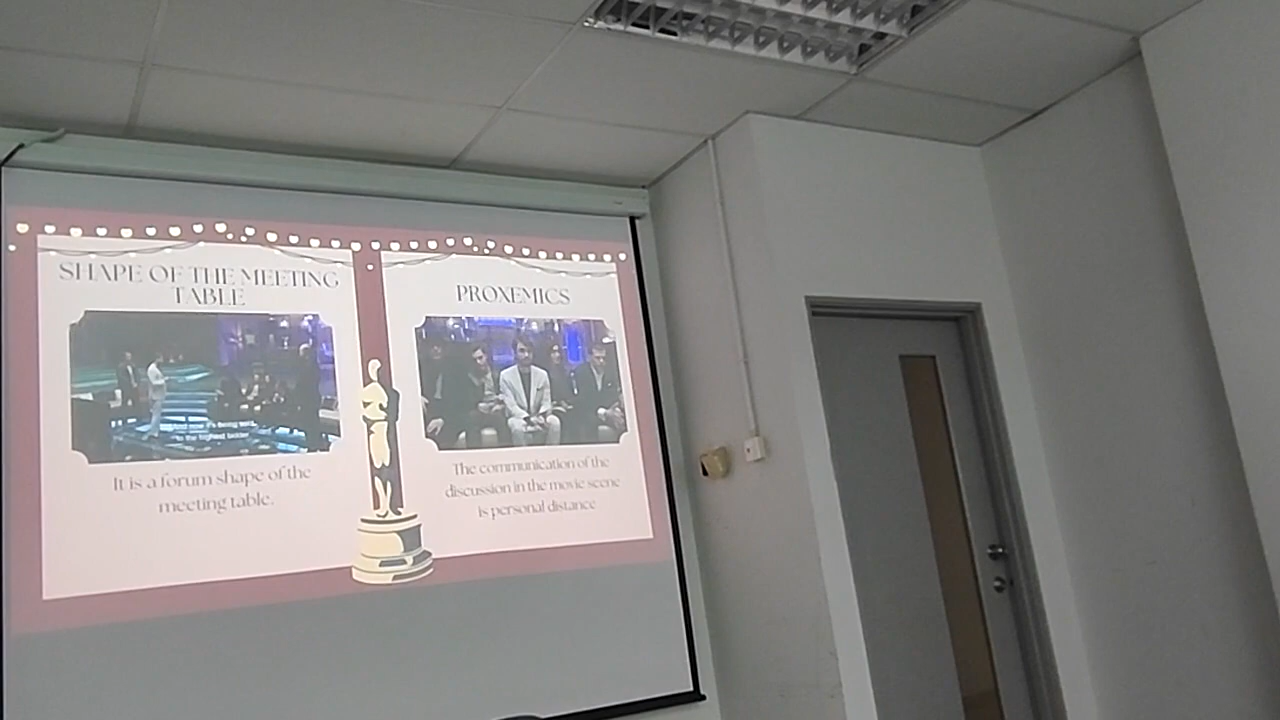 SHAPE OF THE MEETING
TABLE
It is a forum shape of the
meeting table.
PROXEMICS
The communication of the
discussion in the movie scene
is personal distance